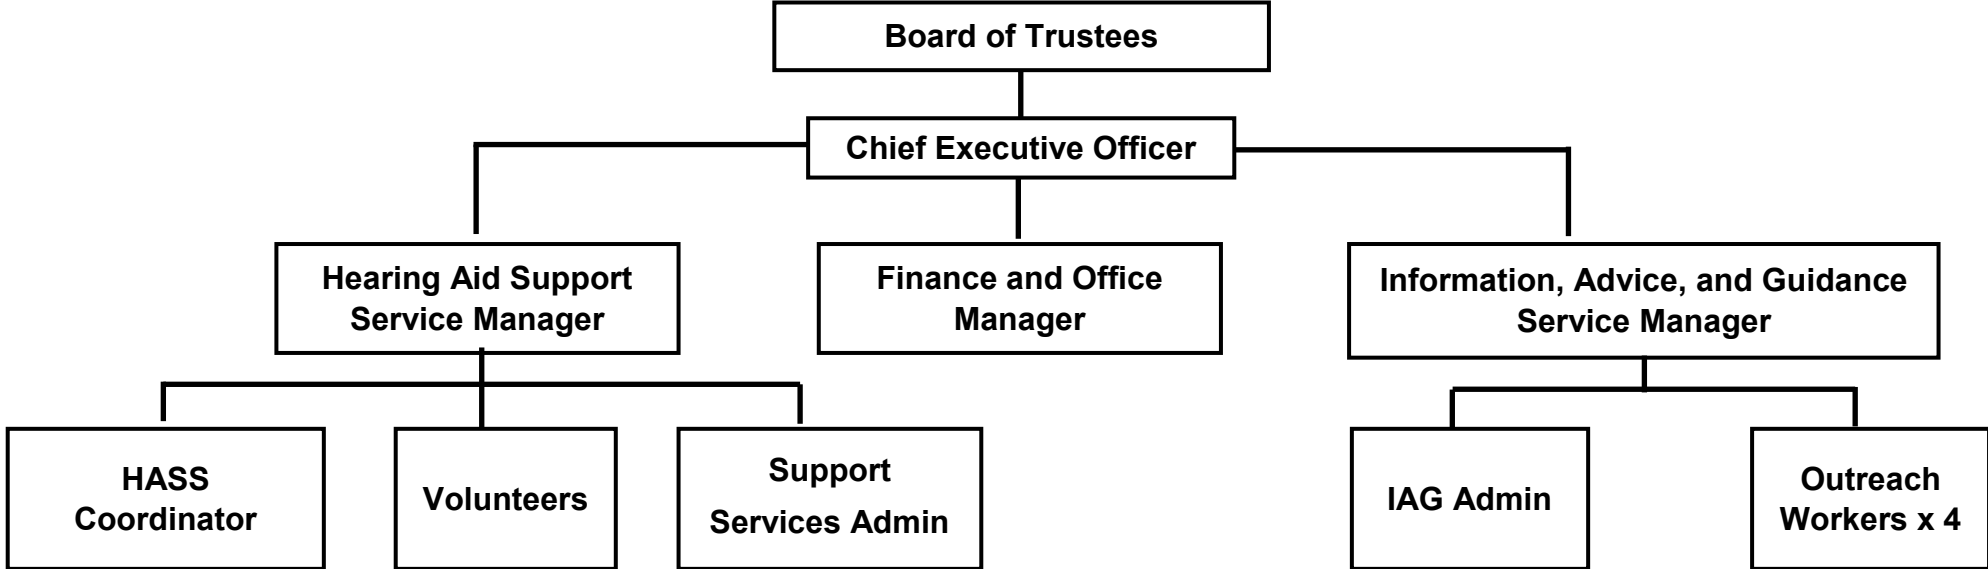 Board of Trustees
Chief Executive Officer
Hearing Aid Support
Service Manager
Finance and Office
Manager
Information, Advice, and Guidance
Service Manager
HASS
Coordinator
Volunteers
Support
Services Admin
IAG Admin
Outreach
Workers x 4